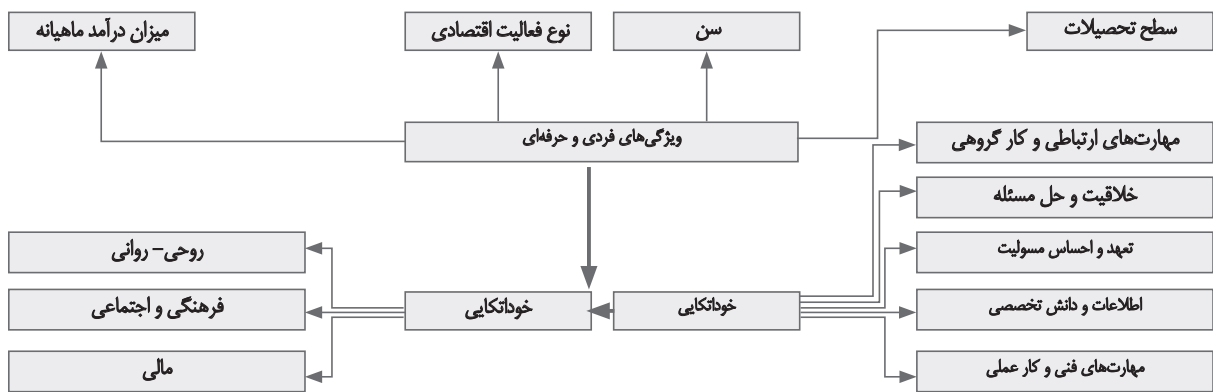 سطح تحصیلات
سن
نوع فعالیت اقتصادی
میزان درآمد ماهیانه
ویژگی‌های فردی و حرفه‌ای
مهارت‌های ارتباطی و کار گروهی
خلاقیت و حل مسئله
تعهد و احساس مسولیت
اطلاعات و دانش تخصصی
مهارت‌های فنی و کار عملی
خوداتکایی
خوداتکایی
روحی– روانی
فرهنگی و اجتماعی
مالی